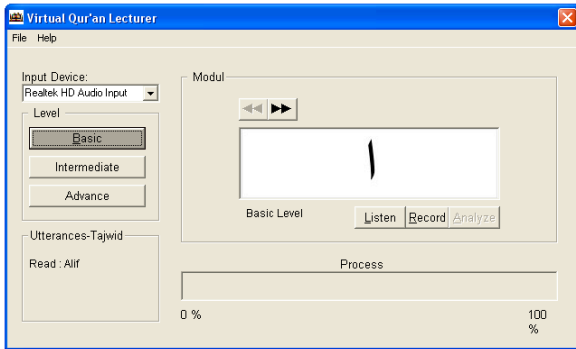 Virtual Qur'an Lecturer
File Help
Input Device:
Realtek HD Audio Input
Level
Basic
Intermediate
Advance
Utterances-Tajwid
Read : Alif
Modul
ا
Basic Level
Listen Record Analyze
Process
0 %
100
%